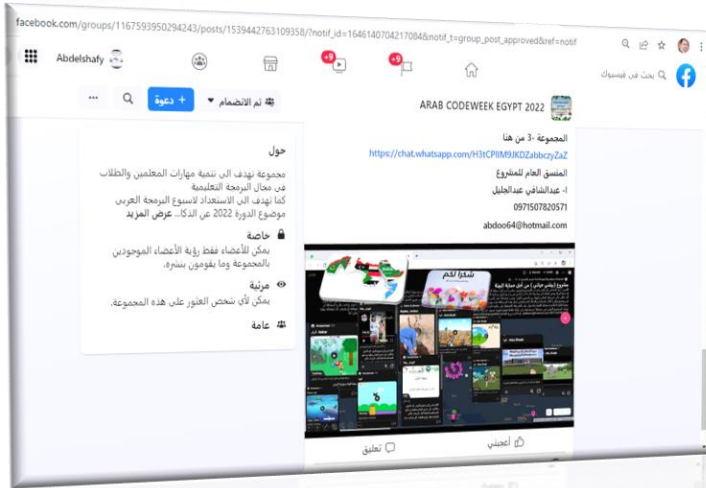 facebook.com/groups/1167593950294243/posts/1539442763109358/?notif_id=1646140704217084&notif_t=group_post_approved&ref=notif
Abdelshafy
+9
+9
بحث في فيسبوك
دعوة +
تم الانضمام
ARAB CODEWEEK EGYPT 2022
المجموعة -3 من هنا
https://chat.whatsapp.com/H3tCPlIM9JKDZabbczyZaZ
المنسق العام للمشروع
ا- عبدالشافي عبدالجليل
0971507820571
abdoo64@hotmail.com
شكرا لكم
أعجبني
تعليق
حول
مجموعة تهدف الى تنمية مهارات المعلمين والطلاب
في مجال البرمجة التعليمية
كما تهدف الى الاستعداد لاسبوع البرمجة العربي
موضوع الدورة 2022 عن الذكا... عرض المزيد
خاصة
يمكن للأعضاء فقط رؤية الأعضاء الموجودين
بالمجموعة وما يقومون بنشره.
مرئية
يمكن لأي شخص العثور على هذه المجموعة.
عامة